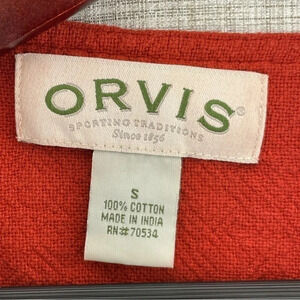 ORVIS®
SPORTING TRADITIONS
Since 1856
S
100% COTTON
MADE IN INDIA
RN#70534